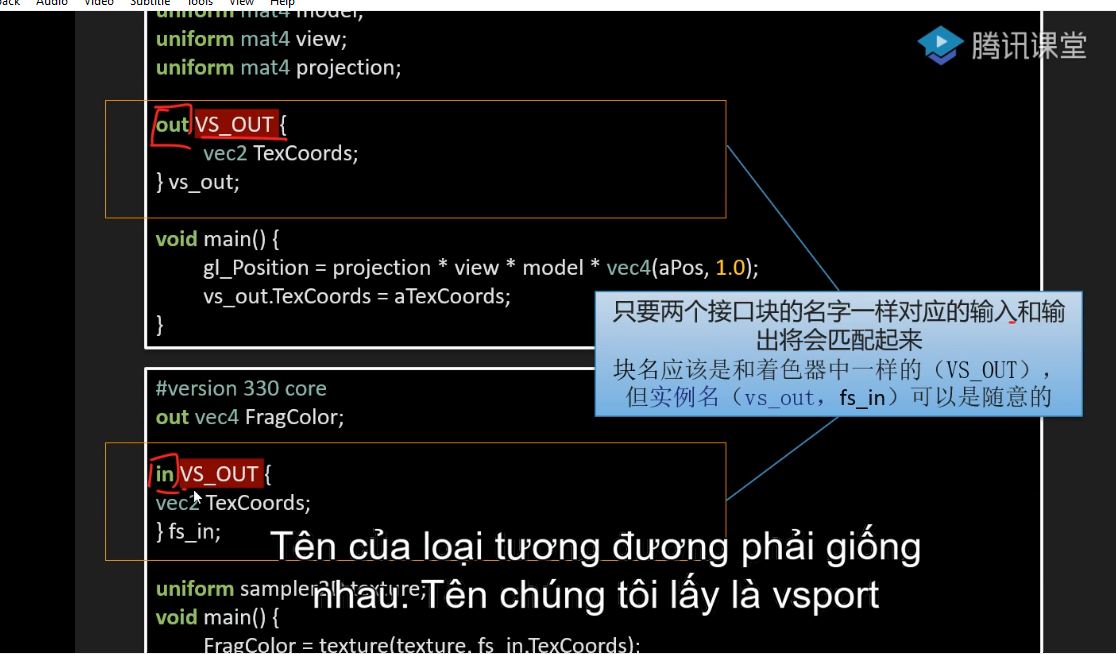 Audio Video Subtitle Tools View Help
uniform mat4 model;
uniform mat4 view;
uniform mat4 projection;
腾讯课堂
out VS_OUT {
vec2 TexCoords;
} vs_out;
void main() {
gl_Position = projection * view * model * vec4(aPos, 1.0);
vs_out.TexCoords = aTexCoords;
}
只要两个接口块的名字一样对应的输入和输
出将会匹配起来
块名应该是和着色器中一样的（VS_OUT），
但实例名（vs_out，fs_in）可以是随意的
#version 330 core
out vec4 FragColor;
in VS_OUT {
vec2 TexCoords;
} fs_in;
Tên của loại tương đương phải giống
nhau. Tên chúng tôi lấy là vsport
uniform sampler2D texture;
void main() {
FragColor = texture(texture, fs_in.TexCoords);